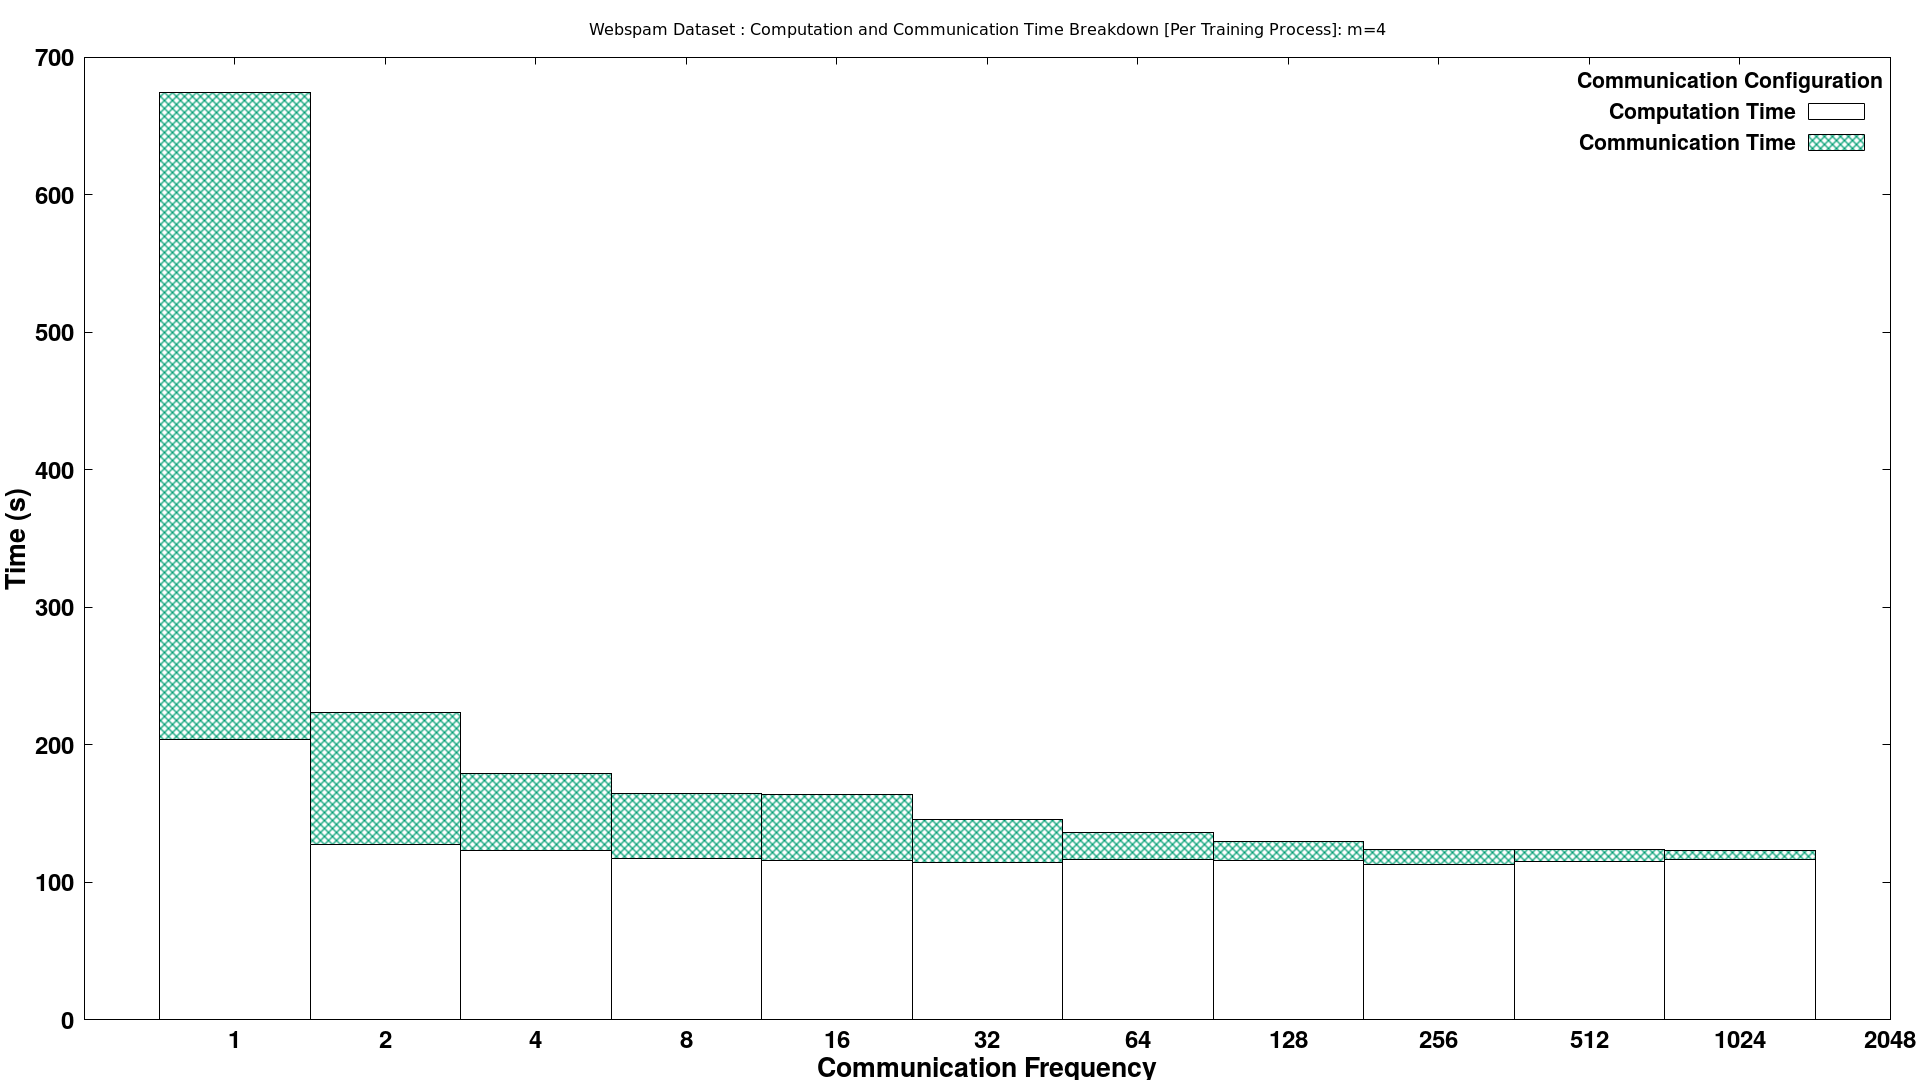 Webspam Dataset : Computation and Communication Time Breakdown [Per Training Process]: m=4
Communication Configuration
Computation Time
Communication Time
700
600
500
400
300
200
100
0
Time (s)
1 2 4 8 16 32 64 128 256 512 1024 2048
Communication Frequency